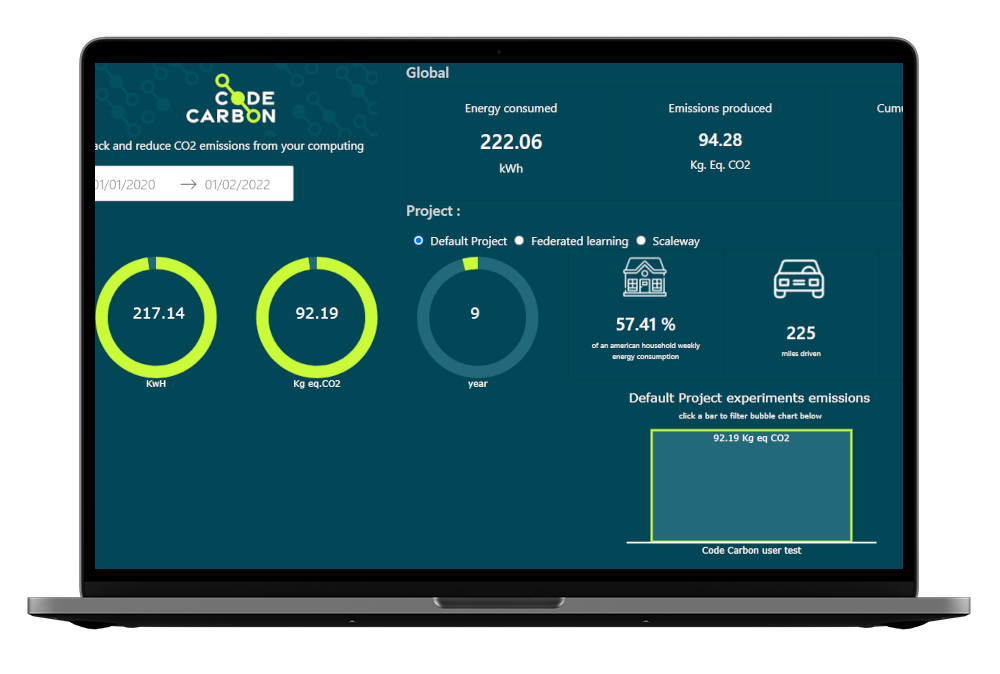 CODE
CARBON
and reduce CO2 emissions from your computing
01/01/2020 → 01/02/2022
Global
Energy consumed
222.06
kWh
Emissions produced
94.28
Kg. Eq. CO2
Project :
Default Project
Federated learning
Scaleway
217.14
KwH
92.19
Kg eq.CO2
9
year
57.41 %
of an american household weekly
energy consumption
225
miles driven
Default Project experiments emissions
click a bar to filter bubble chart below
92.19 Kg eq CO2
Code Carbon user test